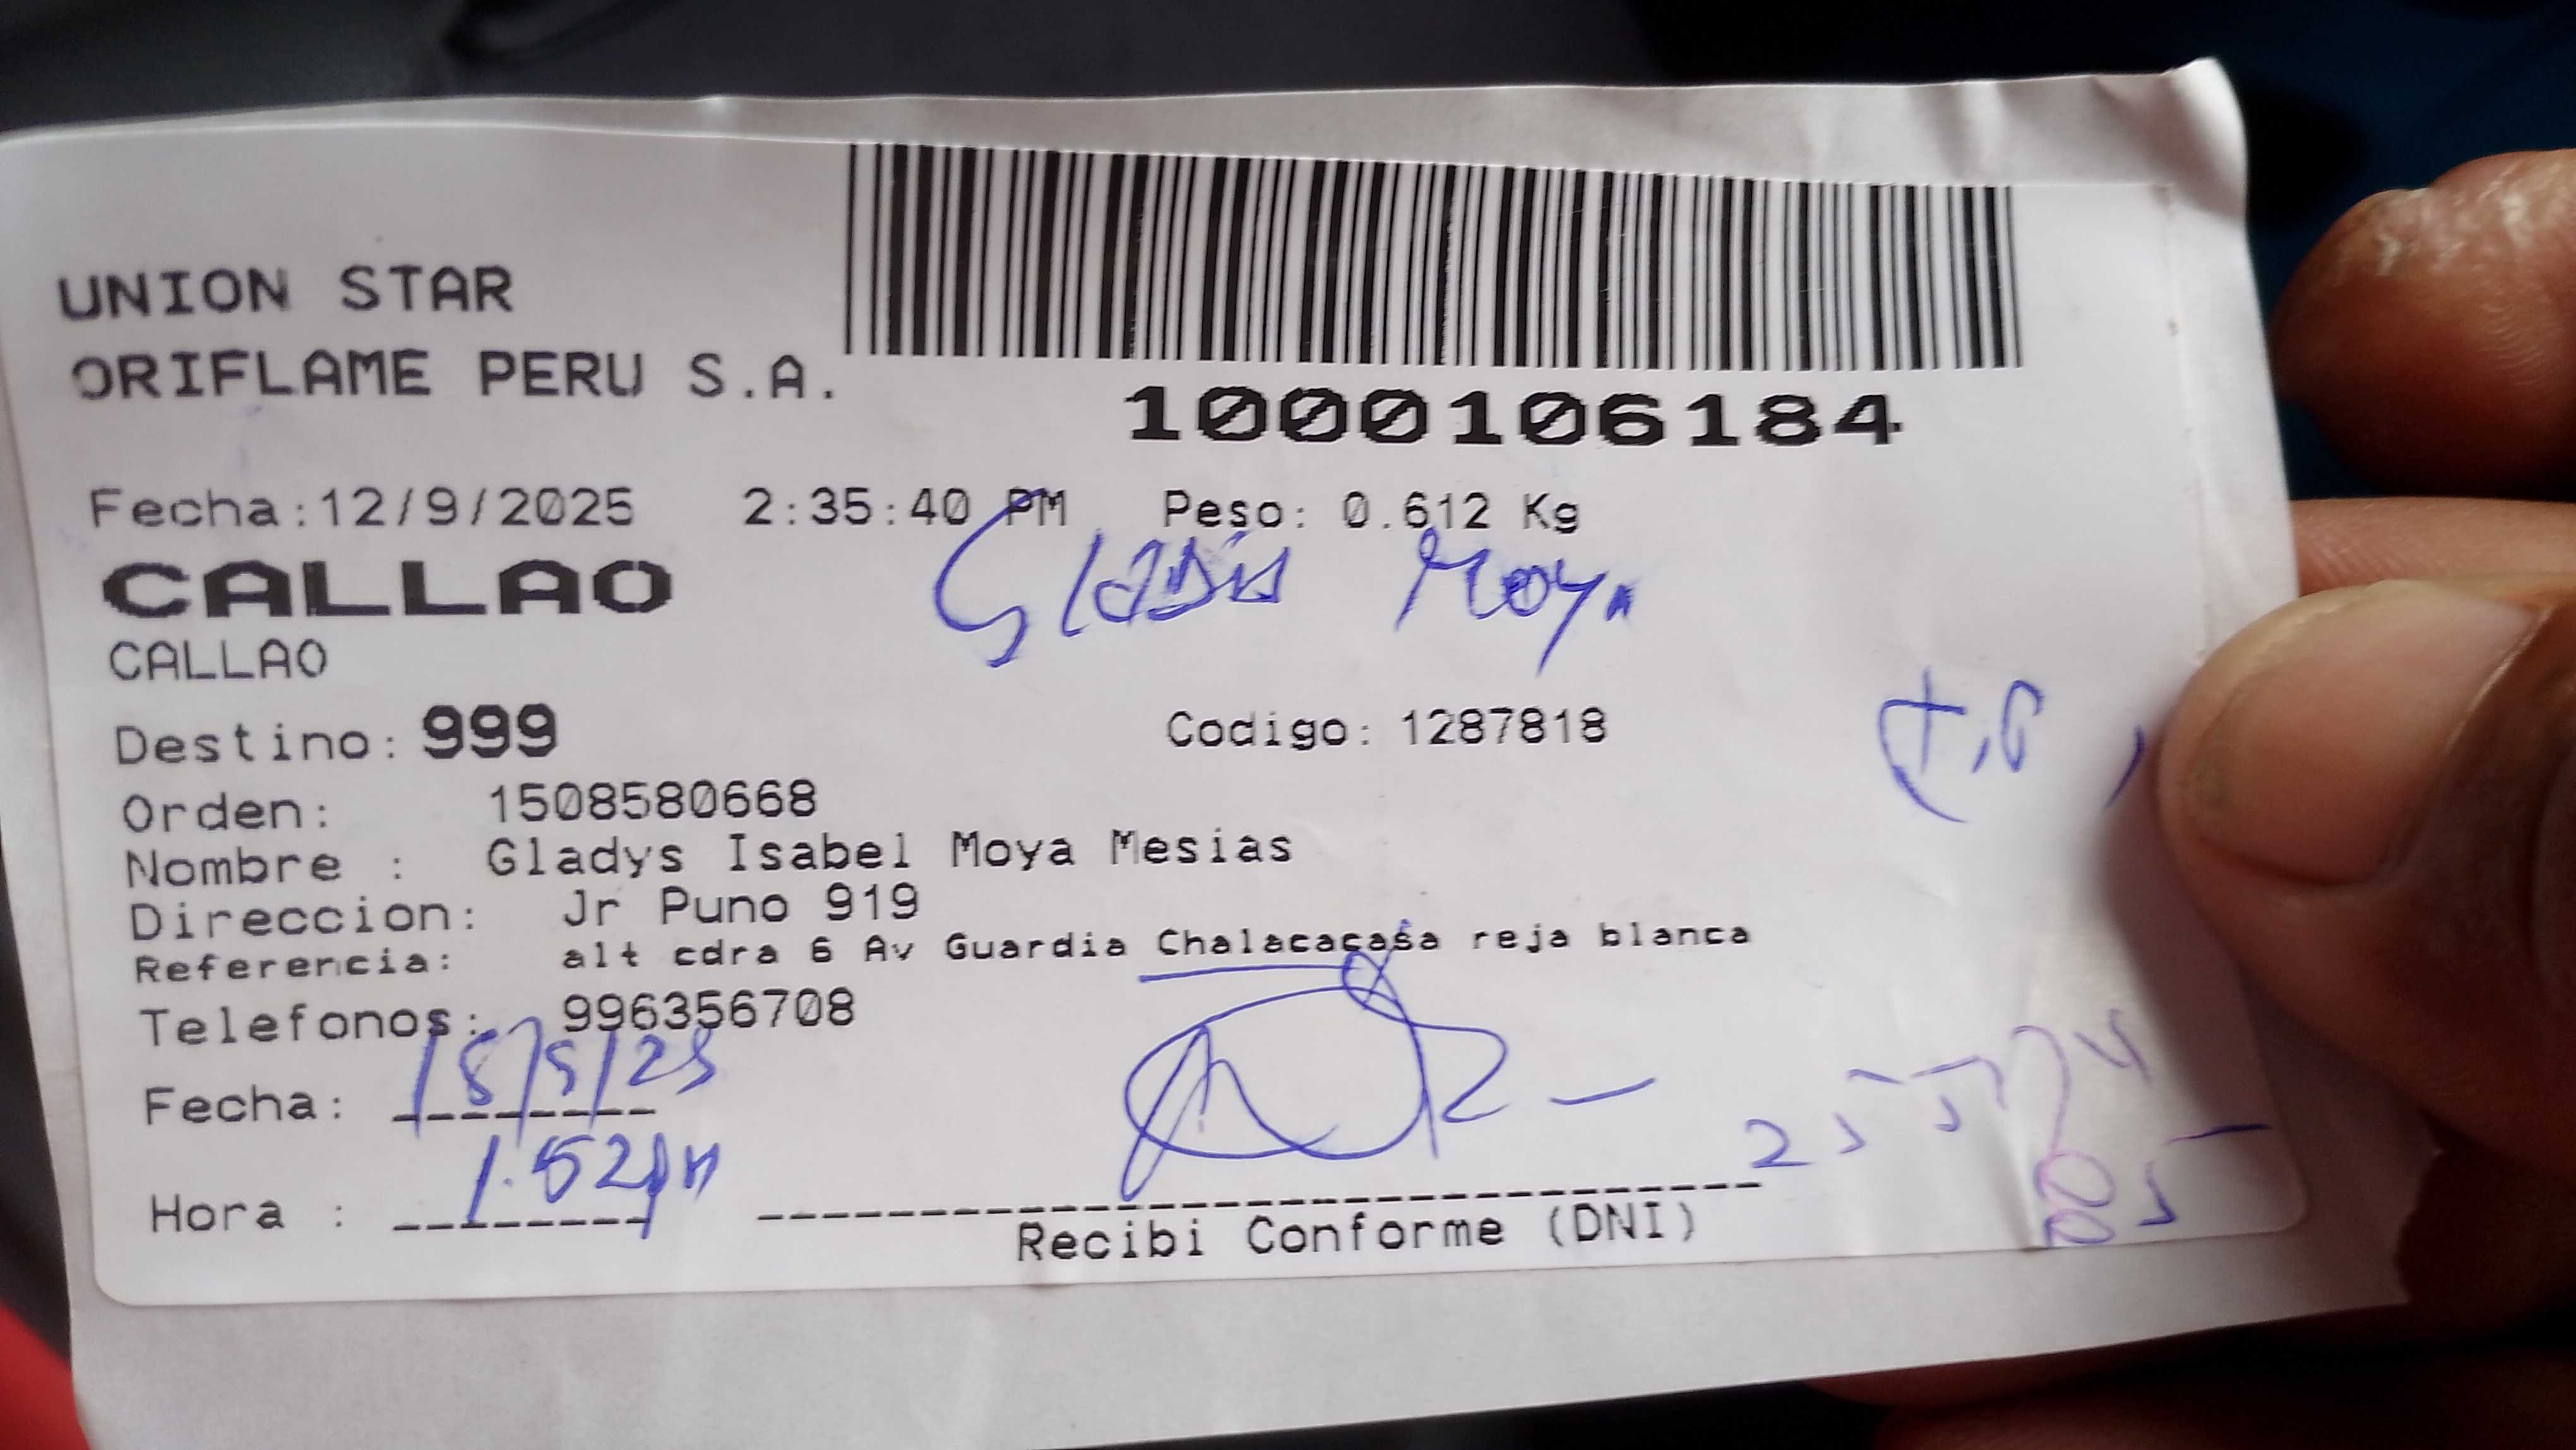 UNION STAR
ORIFLAME PERU S.A.
1000106184
Fecha:12/9/2025 2:35:40 PM Peso: 0.612 Kg
CALLAO
Moya
CALLAO
Destino: 999 Codigo: 1287818
Orden: 1508580668
Nombre : Gladys Isabel Moya Mesias
Direccion: Jr Puno 919
Referencia: alt cdra 6 Av Guardia Chalacacasa reja blanca
Telefonos: 996356708
Fecha:
Hora : 1.52pm
Recibi Conforme (DNI)